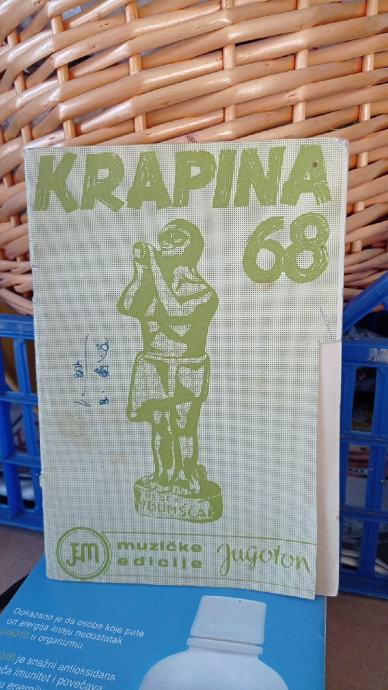 KRAPINA
68
JM
muzičke
edicije
Jugoton
Dokazano je da osobe koje pate
od alergija imaju nedostatak
u organizmu.
je snažni antioksidans
imunitet i povećava